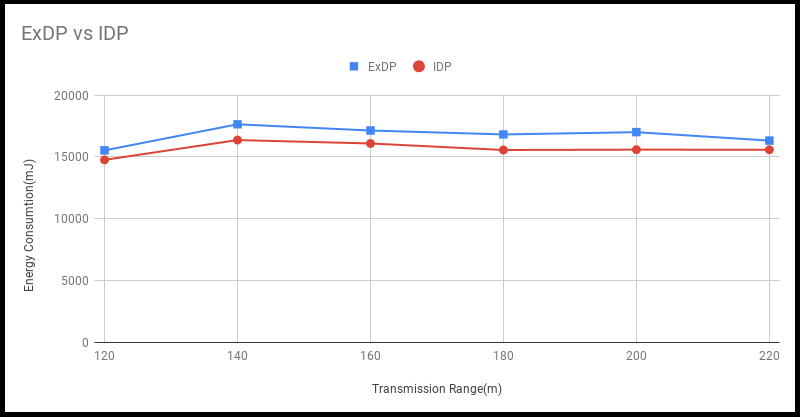 ExDP vs IDP
ExDP IDP
20000
15000
10000
5000
0
Energy Consumtion(mJ)
120 140 160 180 200 220
Transmission Range(m)